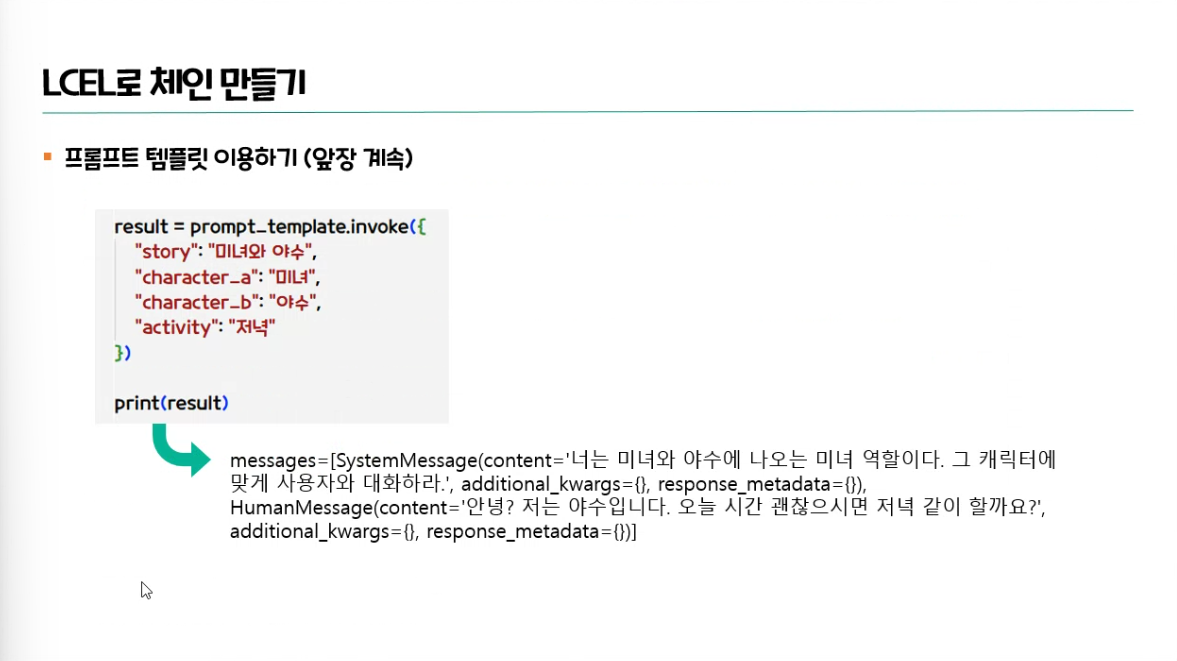 LCEL로 체인 만들기
프롬프트 템플릿 이용하기 (앞장 계속)
result = prompt_template.invoke({
"story": "미녀와 야수",
"character_a": "미녀",
"character_b": "야수",
"activity": "저녁"
})
print(result)
messages=[SystemMessage(content='너는 미녀와 야수에 나오는 미녀 역할이다. 그 캐릭터에
맞게 사용자와 대화하라.', additional_kwargs={}, response_metadata={}),
HumanMessage(content='안녕? 저는 야수입니다. 오늘 시간 괜찮으시면 저녁 같이 할까요?',
additional_kwargs={}, response_metadata={})]